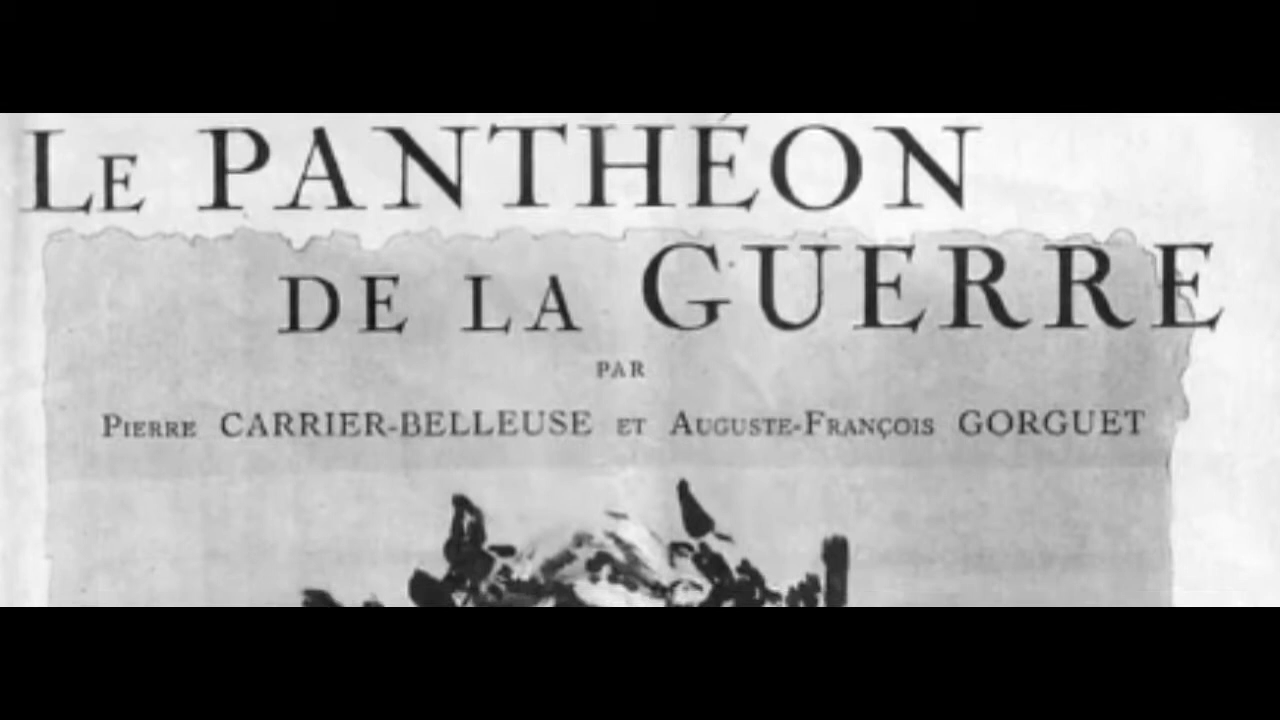 LE PANTHÉON
DE LA GUERRE
PAR
PIERRE CARRIER-BELLEUSE ET AUGUSTE-FRANÇOIS GORGUET